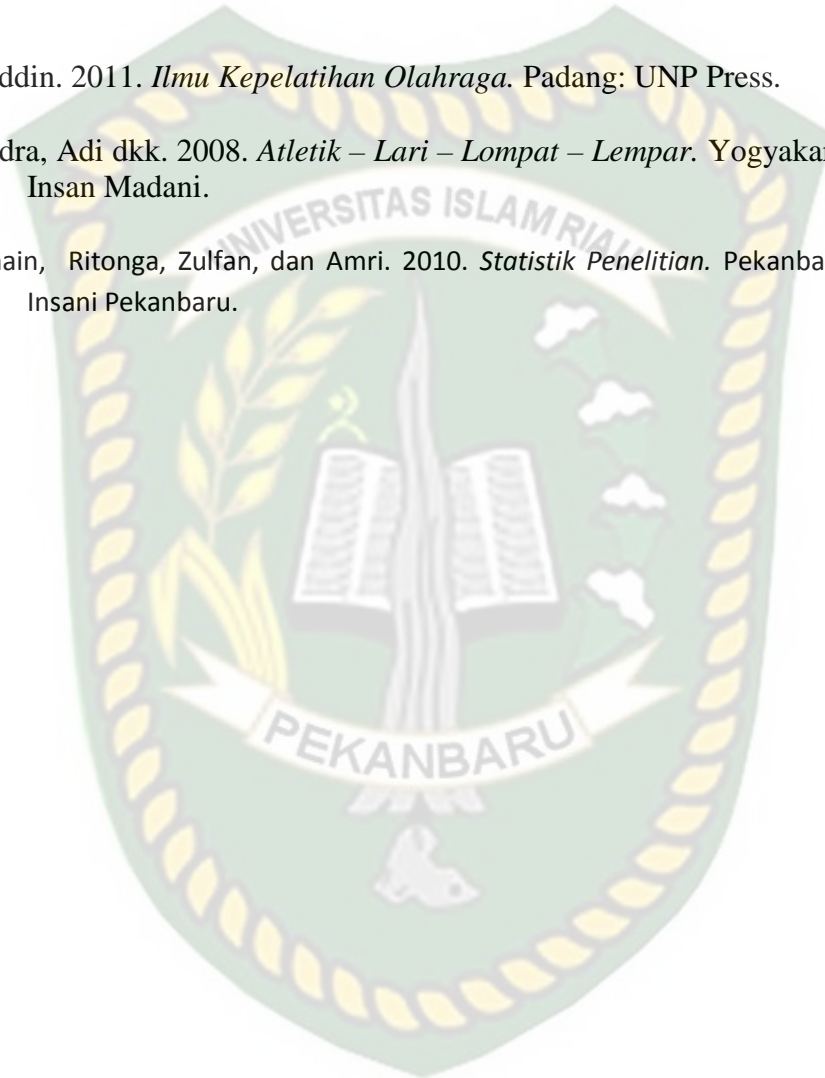 ddin. 2011. Ilmu Kepelatihan Olahraga. Padang: UNP Press.
dra, Adi dkk. 2008. Atletik – Lari – Lompat – Lempar. Yogyakar
Insan Madani.
UNIVERSITAS ISLAM RIAU
ain, Ritonga, Zulfan, dan Amri. 2010. Statistik Penelitian. Pekanba
Insani Pekanbaru.
PEKANBARU